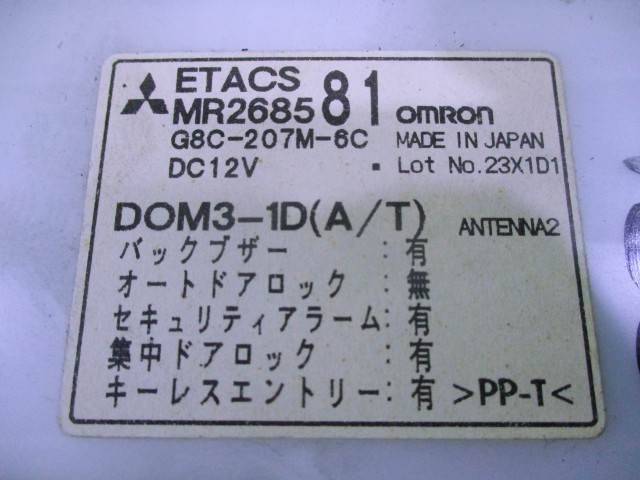 ETACS
MR268581 omron
G8C-207M-6C MADE IN JAPAN
DC12V Lot No.23X1D1
DOM3-1D(A/T) ANTENNA2
バックブザー : 有
オートドアロック : 無
セキュリティアラーム : 有
集中ドアロック : 有
キーレスエントリー : 有 >PP-T<